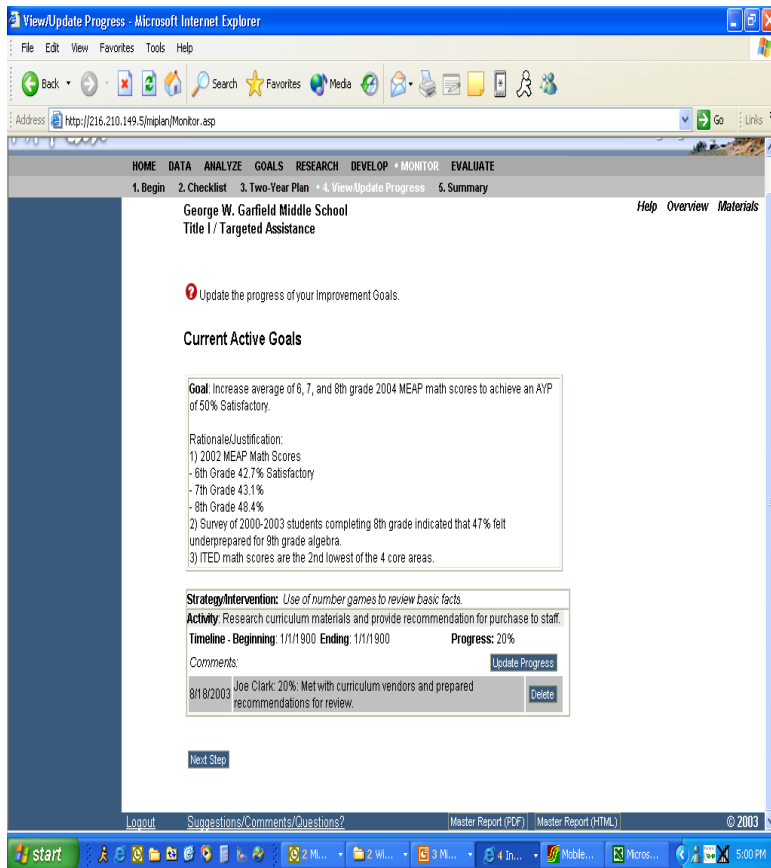 View/Update Progress - Microsoft Internet Explorer
File Edit View Favorites Tools Help
Back Search Favorites Media
Address http://216.210.149.5/miplan/Monitor.asp Go Links
HOME DATA ANALYZE GOALS RESEARCH DEVELOP • MONITOR EVALUATE
1. Begin 2. Checklist 3. Two-Year Plan • 4. View/Update Progress 5. Summary
George W. Garfield Middle School
Title I / Targeted Assistance
Help Overview Materials
Update the progress of your Improvement Goals.
Current Active Goals
Goal: Increase average of 6, 7, and 8th grade 2004 MEAP math scores to achieve an AYP
of 50% Satisfactory.
Rationale/Justification:
1) 2002 MEAP Math Scores
- 6th Grade 42.7% Satisfactory
- 7th Grade 43.1%
- 8th Grade 48.4%
2) Survey of 2000-2003 students completing 8th grade indicated that 47% felt
underprepared for 9th grade algebra.
3) ITED math scores are the 2nd lowest of the 4 core areas.
Strategy/Intervention: Use of number games to review basic facts.
Activity: Research curriculum materials and provide recommendation for purchase to staff.
Timeline - Beginning: 1/1/1900 Ending: 1/1/1900 Progress: 20%
Comments: Update Progress
8/18/2003 Joe Clark: 20%: Met with curriculum vendors and prepared
recommendations for review. Delete
Next Step
Logout Suggestions/Comments/Questions? Master Report (PDF) Master Report (HTML) © 2003
start 2 Mi... 2 Wi... 3 Mi... 4 In... Mobile... Micros... 5:00 PM